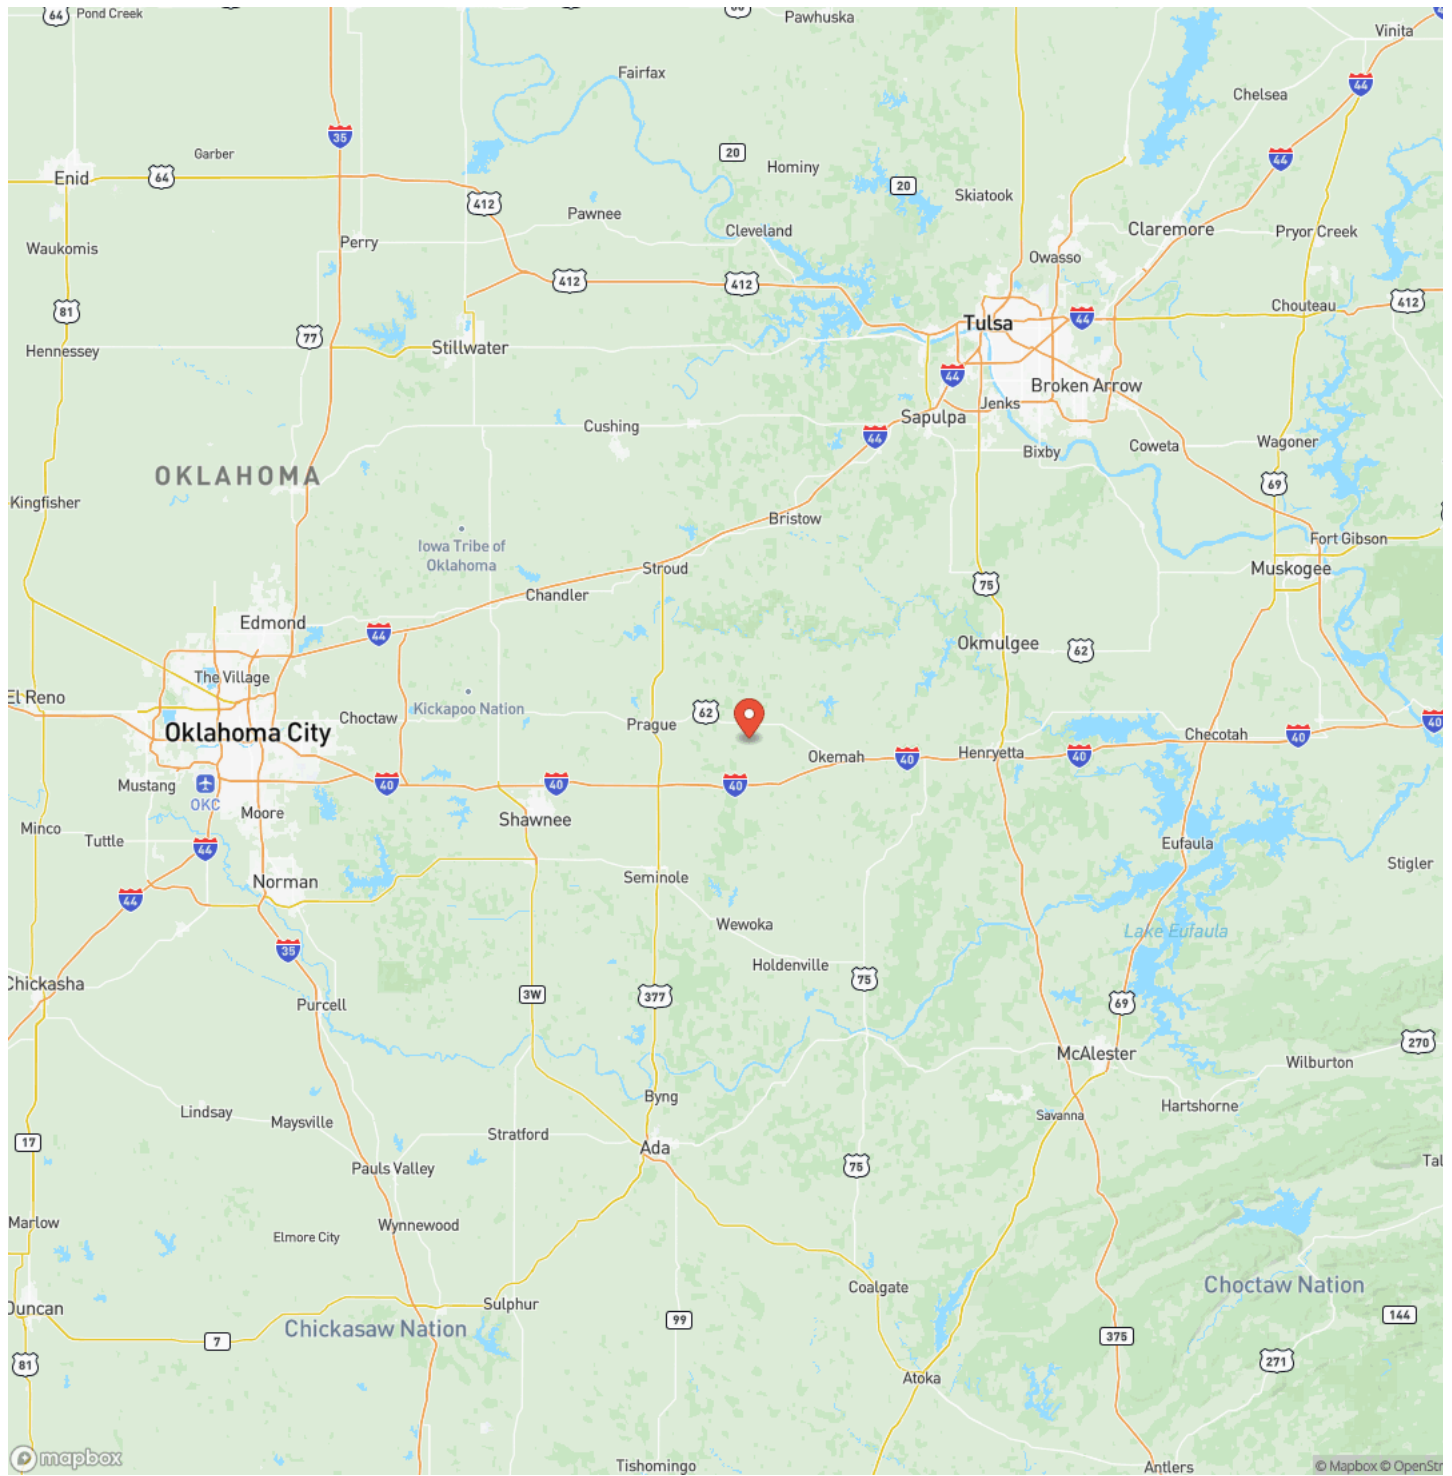 64
Pond Creek
Pawhuska
Vinita
Fairfax
44
Chelsea
35
Garber
20
Hominy
44
Enid
64
20
Skiatook
412
Pawnee
Cleveland
Claremore
Pryor Creek
Waukomis
Perry
Owasso
412
412
81
Chouteau
412
77
Tulsa
44
Hennessey
Stillwater
44
Broken Arrow
Jenks
Sapulpa
Cushing
44
Coweta
Wagoner
Bixby
OKLAHOMA
69
Kingfisher
Bristow
Iowa Tribe of
Oklahoma
Fort Gibson
Stroud
Muskogee
75
Chandler
Edmond
44
Okmulgee
62
The Village
El Reno
Kickapoo Nation
62
Choctaw
Prague
Oklahoma City
40
Checotah
40
Okemah
40
Henryetta
40
Mustang
OKC
40
40
40
Moore
Shawnee
Minco
Tuttle
44
Eufaula
Stigler
Seminole
Norman
44
Wewoka
Lake Eufaula
35
Holdenville
75
Chickasha
3W
377
Purcell
69
270
McAlester
Wilburton
Byng
Lindsay
Maysville
Savanna
Hartshorne
17
Stratford
Ada
Pauls Valley
75
Tal
Marlow
Wynnewood
Elmore City
Coalgate
Choctaw Nation
Duncan
Sulphur
Chickasaw Nation
99
144
7
375
81
271
Atoka
mapbox
Tishomingo
Antlers
© Mapbox © OpenStr